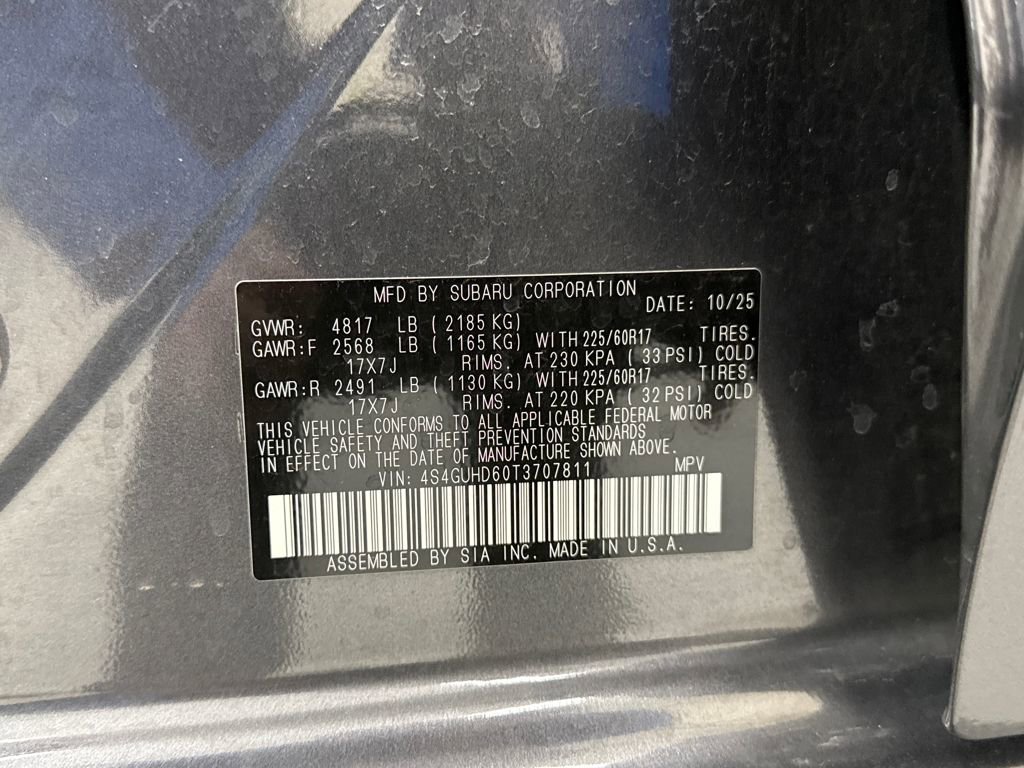 MFD BY SUBARU CORPORATION
DATE: 10/25
GVWR: 4817 LB ( 2185 KG)
GAWR:F 2568 LB ( 1165 KG) WITH 225/60R17 TIRES.
17X7J RIMS. AT 230 KPA ( 33 PSI) COLD
GAWR:R 2491 LB ( 1130 KG) WITH 225/60R17 TIRES.
17X7J RIMS. AT 220 KPA ( 32 PSI) COLD
THIS VEHICLE CONFORMS TO ALL APPLICABLE FEDERAL MOTOR
VEHICLE SAFETY AND THEFT PREVENTION STANDARDS
IN EFFECT ON THE DATE OF MANUFACTURE SHOWN ABOVE.
VIN: 4S4GUHD60T3707811 MPV
ASSEMBLED BY SIA INC. MADE IN U.S.A.